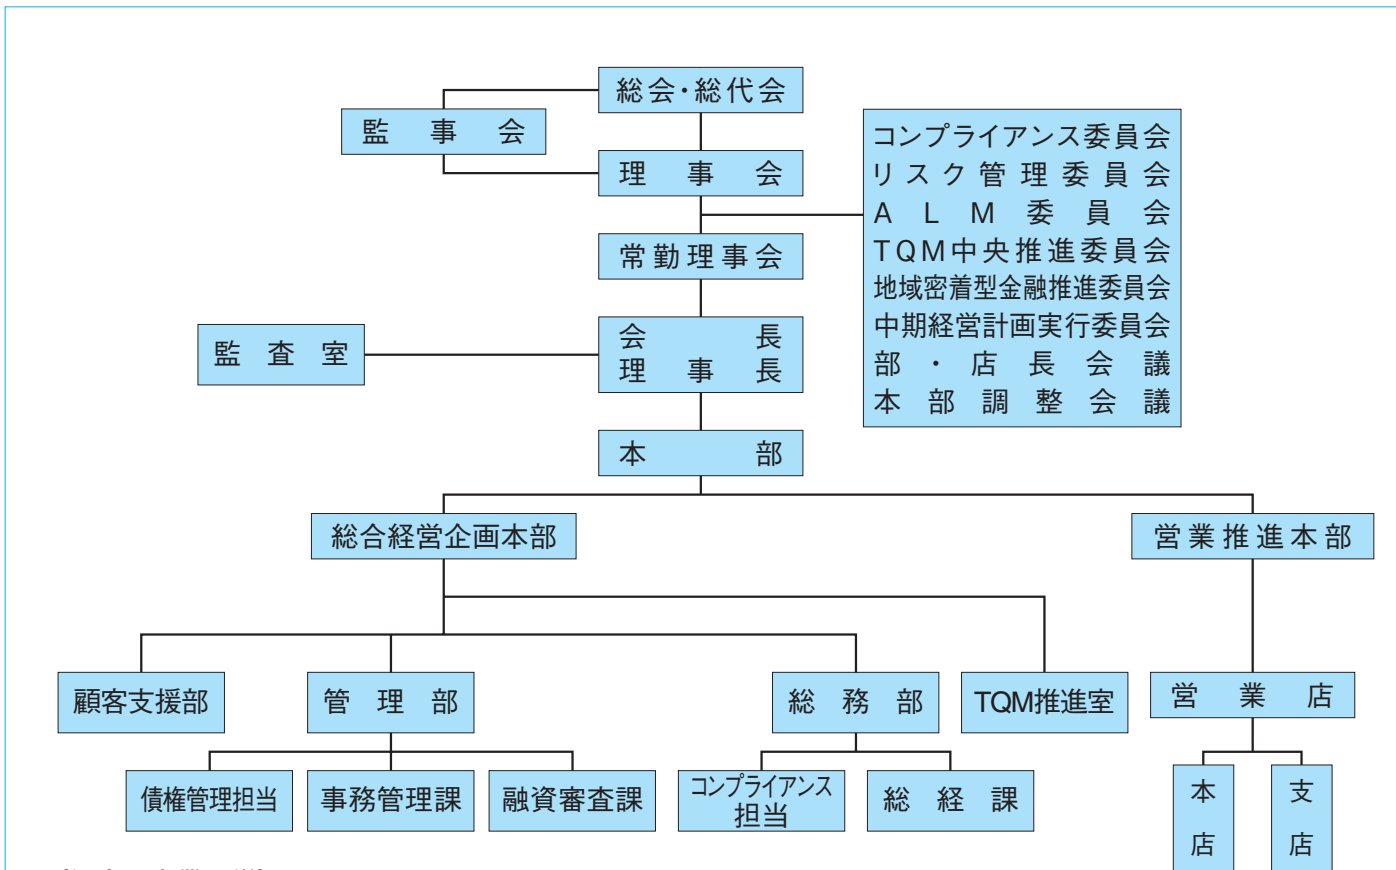 総会・総代会
監事会
理事会
コンプライアンス委員会
リスク管理委員会
ALM委員会
TQM中央推進委員会
地域密着型金融推進委員会
中期経営計画実行委員会
部・店長会議
本部調整会議
常勤理事会
会長
理事長
監査室
本部
総合経営企画本部
営業推進本部
顧客支援部
管理部
総務部
TQM推進室
営業店
債権管理担当
事務管理課
融資審査課
コンプライアンス
担当
総経課
本店
支店